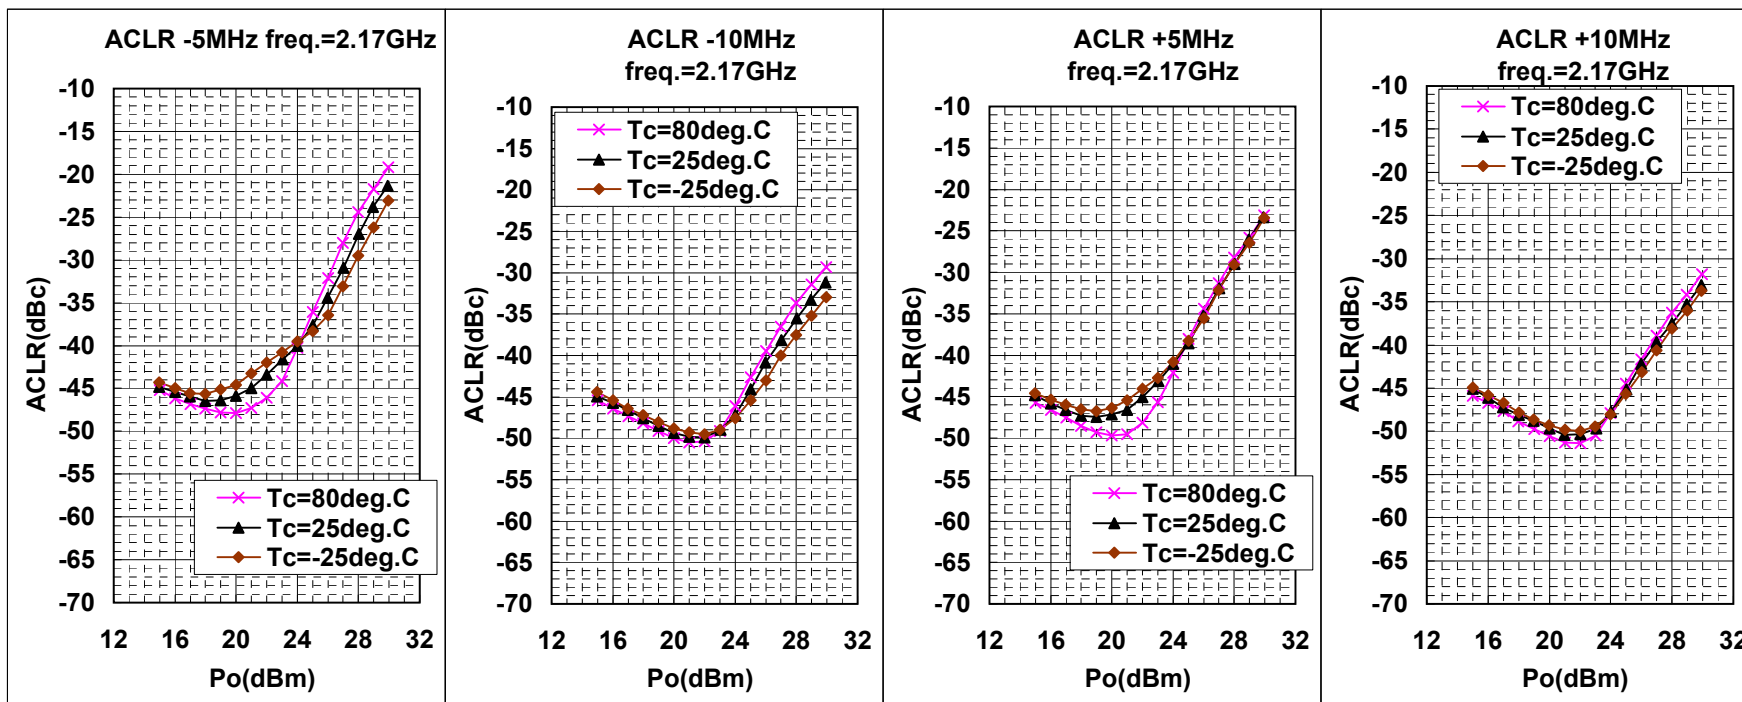 ACLR -5MHz freq.=2.17GHz
-10
-15
-20
-25
-30
-35
-40
-45
-50
-55
-60
-65
-70
ACLR(dBc)
Tc=80deg.C
Tc=25deg.C
Tc=-25deg.C
12 16 20 24 28 32
Po(dBm)
ACLR -10MHz
freq.=2.17GHz
-10
-15
-20
-25
-30
-35
-40
-45
-50
-55
-60
-65
-70
ACLR(dBc)
Tc=80deg.C
Tc=25deg.C
Tc=-25deg.C
12 16 20 24 28 32
Po(dBm)
ACLR +5MHz
freq.=2.17GHz
-10
-15
-20
-25
-30
-35
-40
-45
-50
-55
-60
-65
-70
ACLR(dBc)
Tc=80deg.C
Tc=25deg.C
Tc=-25deg.C
12 16 20 24 28 32
Po(dBm)
ACLR +10MHz
freq.=2.17GHz
-10
-15
-20
-25
-30
-35
-40
-45
-50
-55
-60
-65
-70
ACLR(dBc)
Tc=80deg.C
Tc=25deg.C
Tc=-25deg.C
12 16 20 24 28 32
Po(dBm)